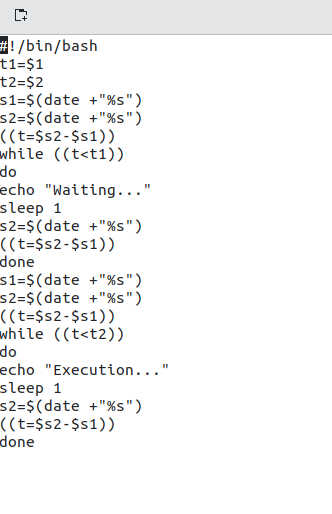 #!/bin/bash
t1=$1
t2=$2
s1=$(date +"%s")
s2=$(date +"%s")
((t=$s2-$s1))
while ((t<t1))
do
echo "Waiting..."
sleep 1
s2=$(date +"%s")
((t=$s2-$s1))
done
s1=$(date +"%s")
s2=$(date +"%s")
((t=$s2-$s1))
while ((t<t2))
do
echo "Execution..."
sleep 1
s2=$(date +"%s")
((t=$s2-$s1))
done